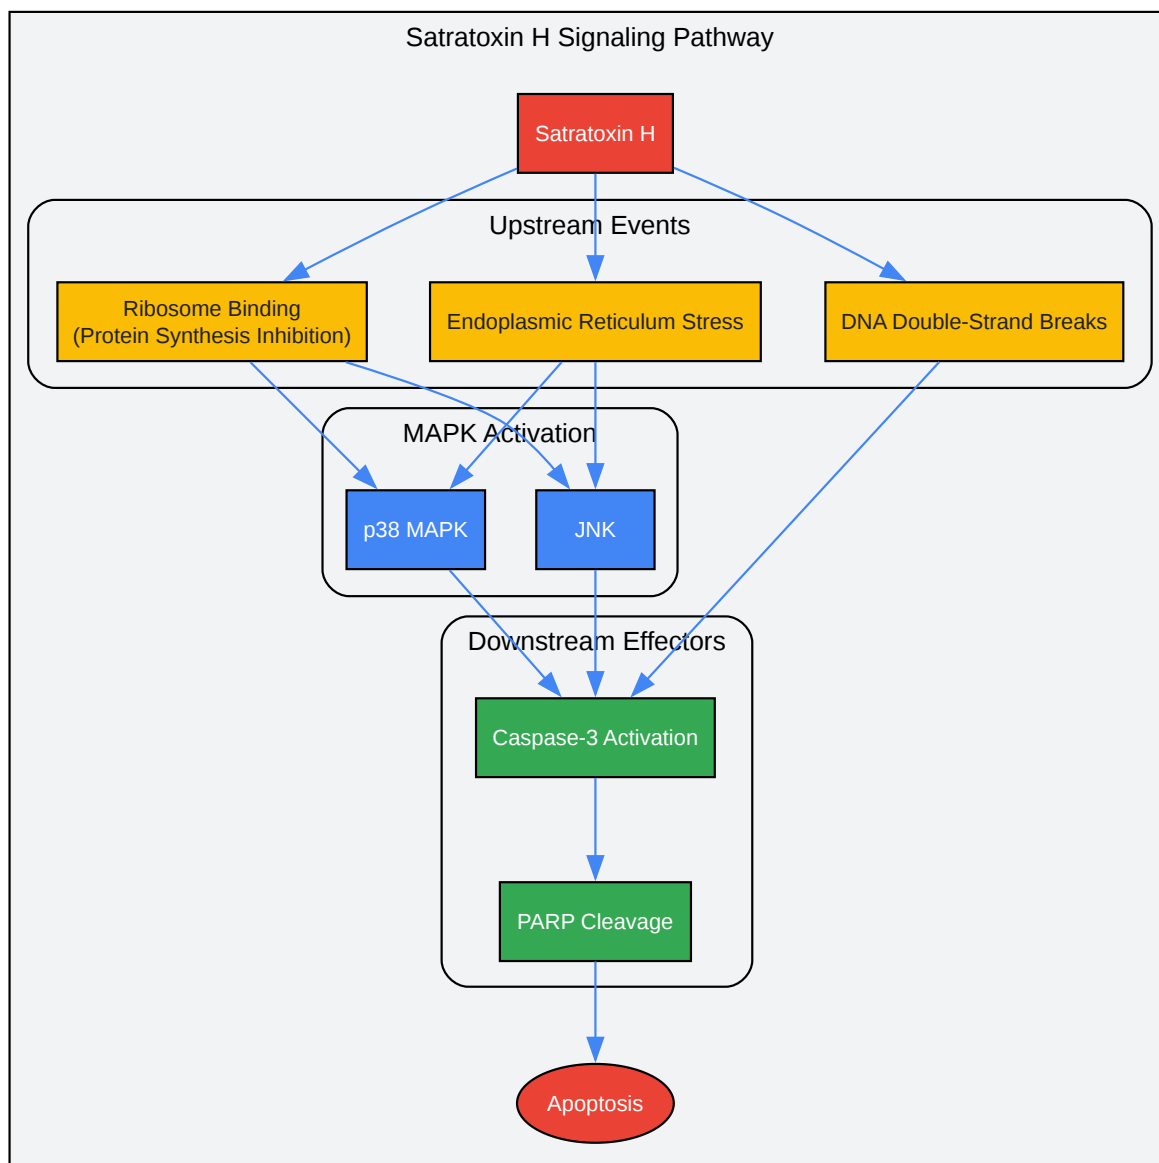 Satratoxin H Signaling Pathway
Satratoxin H
Upstream Events
Ribosome Binding
(Protein Synthesis Inhibition)
Endoplasmic Reticulum Stress
DNA Double-Strand Breaks
MAPK Activation
p38 MAPK
JNK
Downstream Effectors
Caspase-3 Activation
PARP Cleavage
Apoptosis